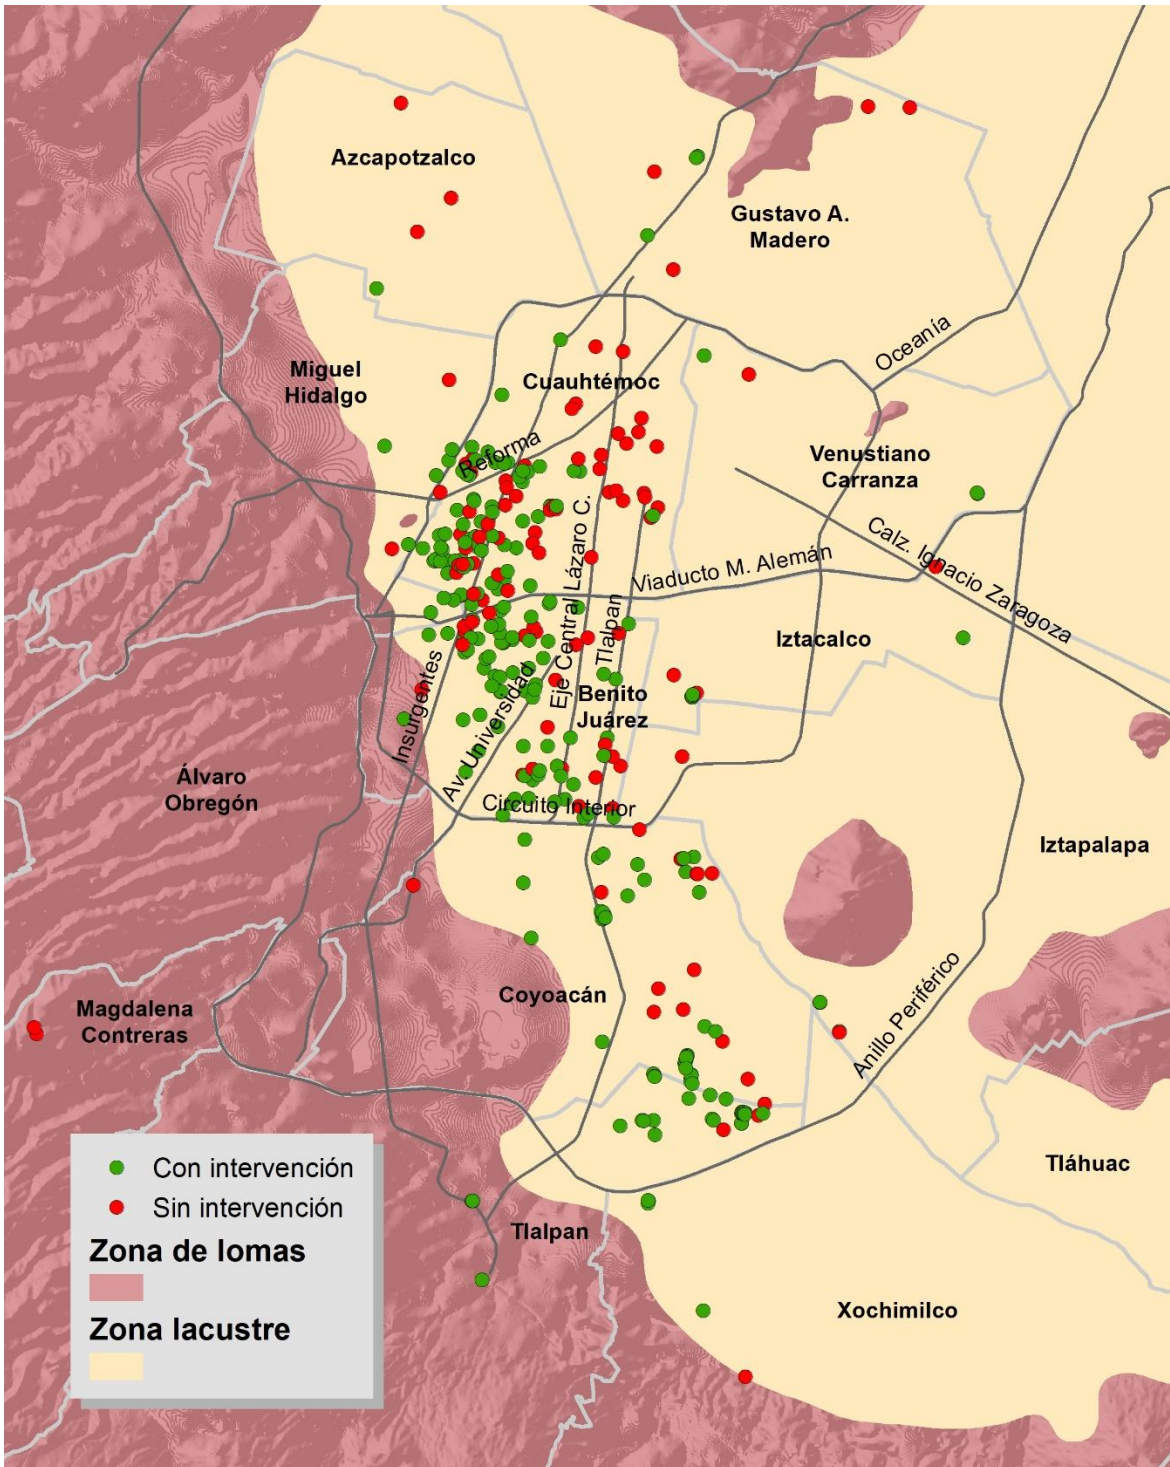 Azcapotzalco
Gustavo A.
Madero
Oceanía
Miguel
Hidalgo
Cuauhtémoc
Reforma
Venustiano
Carranza
Calz. Ignacio Zaragoza
Eje Central Lázaro C.
Viaducto M. Alemán
Tlalpan
Iztacalco
Insurgentes
Av. Universidad
Benito
Juárez
Álvaro
Obregón
Circuito Interior
Iztapalapa
Coyoacán
Magdalena
Contreras
Anillo Periférico
Con intervención
Sin intervención
Zona de lomas
Zona lacustre
Tláhuac
Tlalpan
Xochimilco